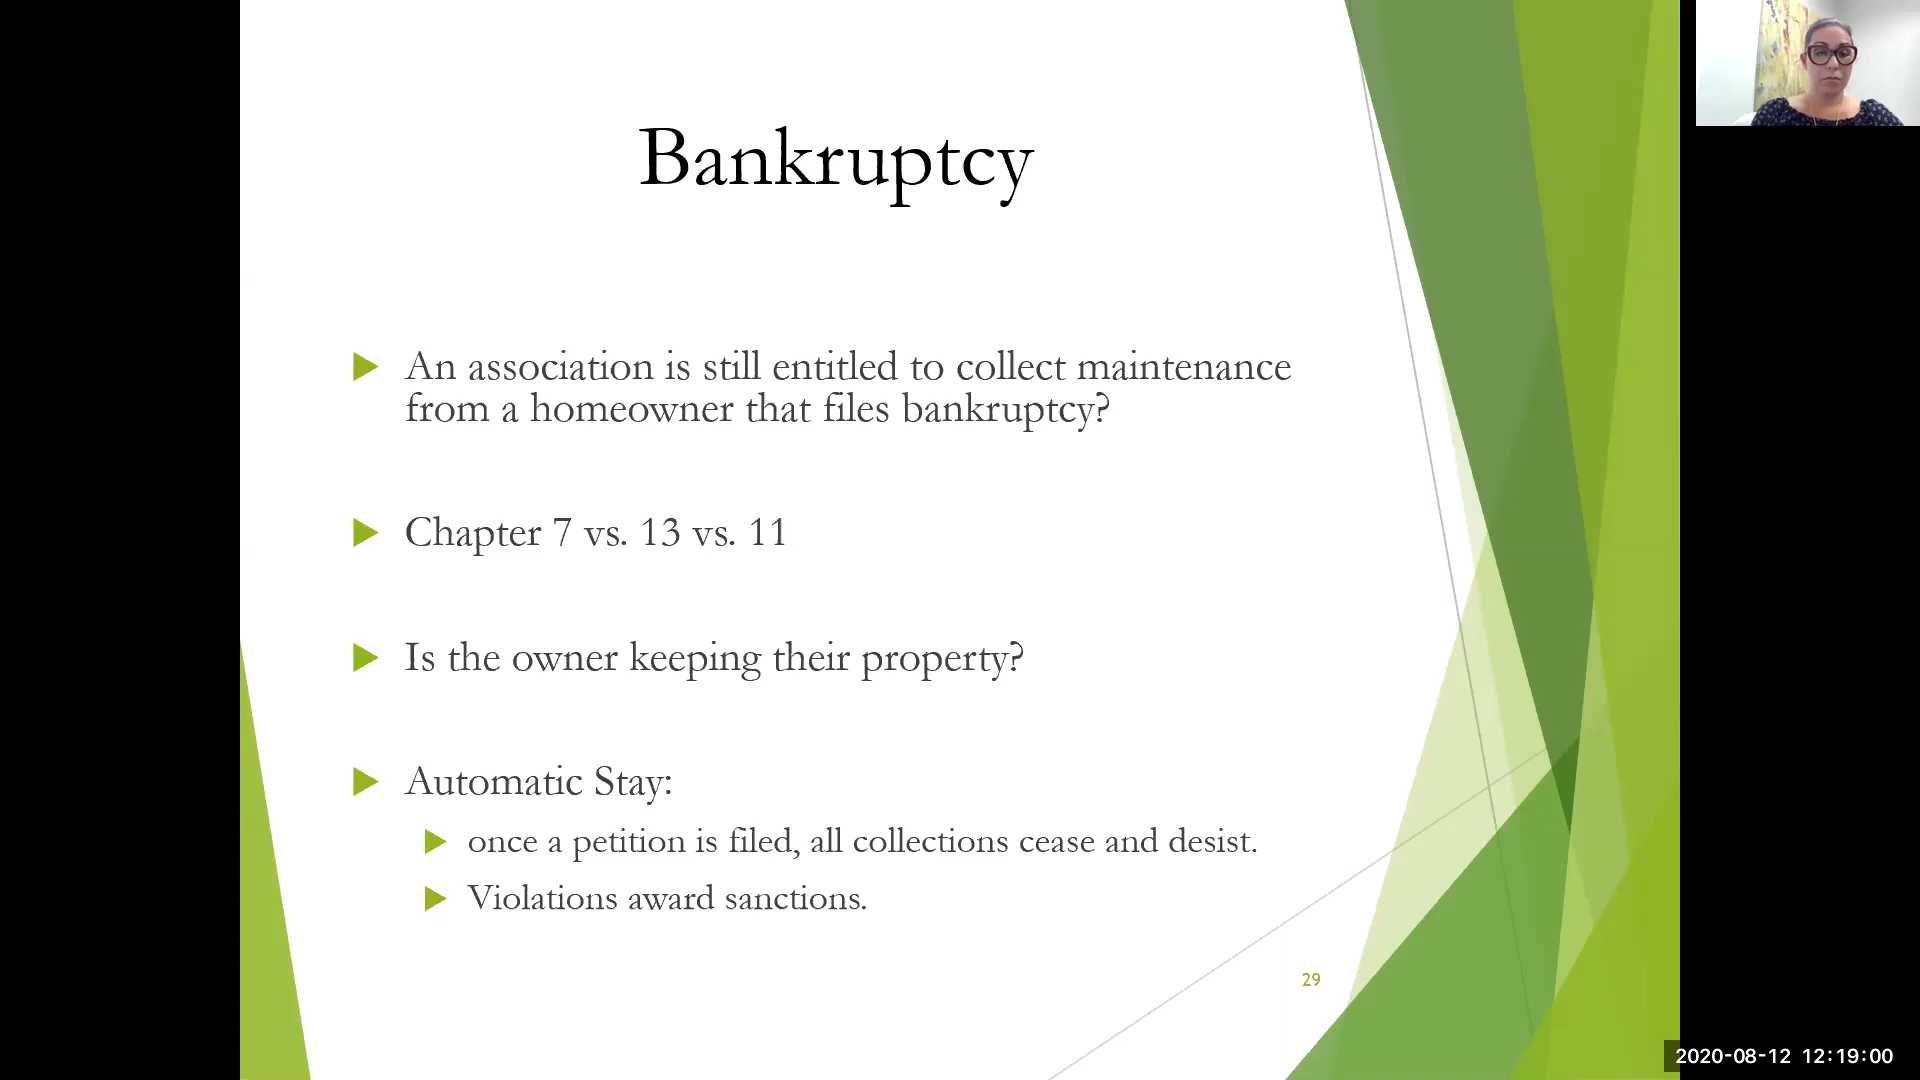 Bankruptcy
An association is still entitled to collect maintenance
from a homeowner that files bankruptcy?
Chapter 7 vs. 13 vs. 11
Is the owner keeping their property?
Automatic Stay:
once a petition is filed, all collections cease and desist.
Violations award sanctions.
29
2020-08-12 12:19:00